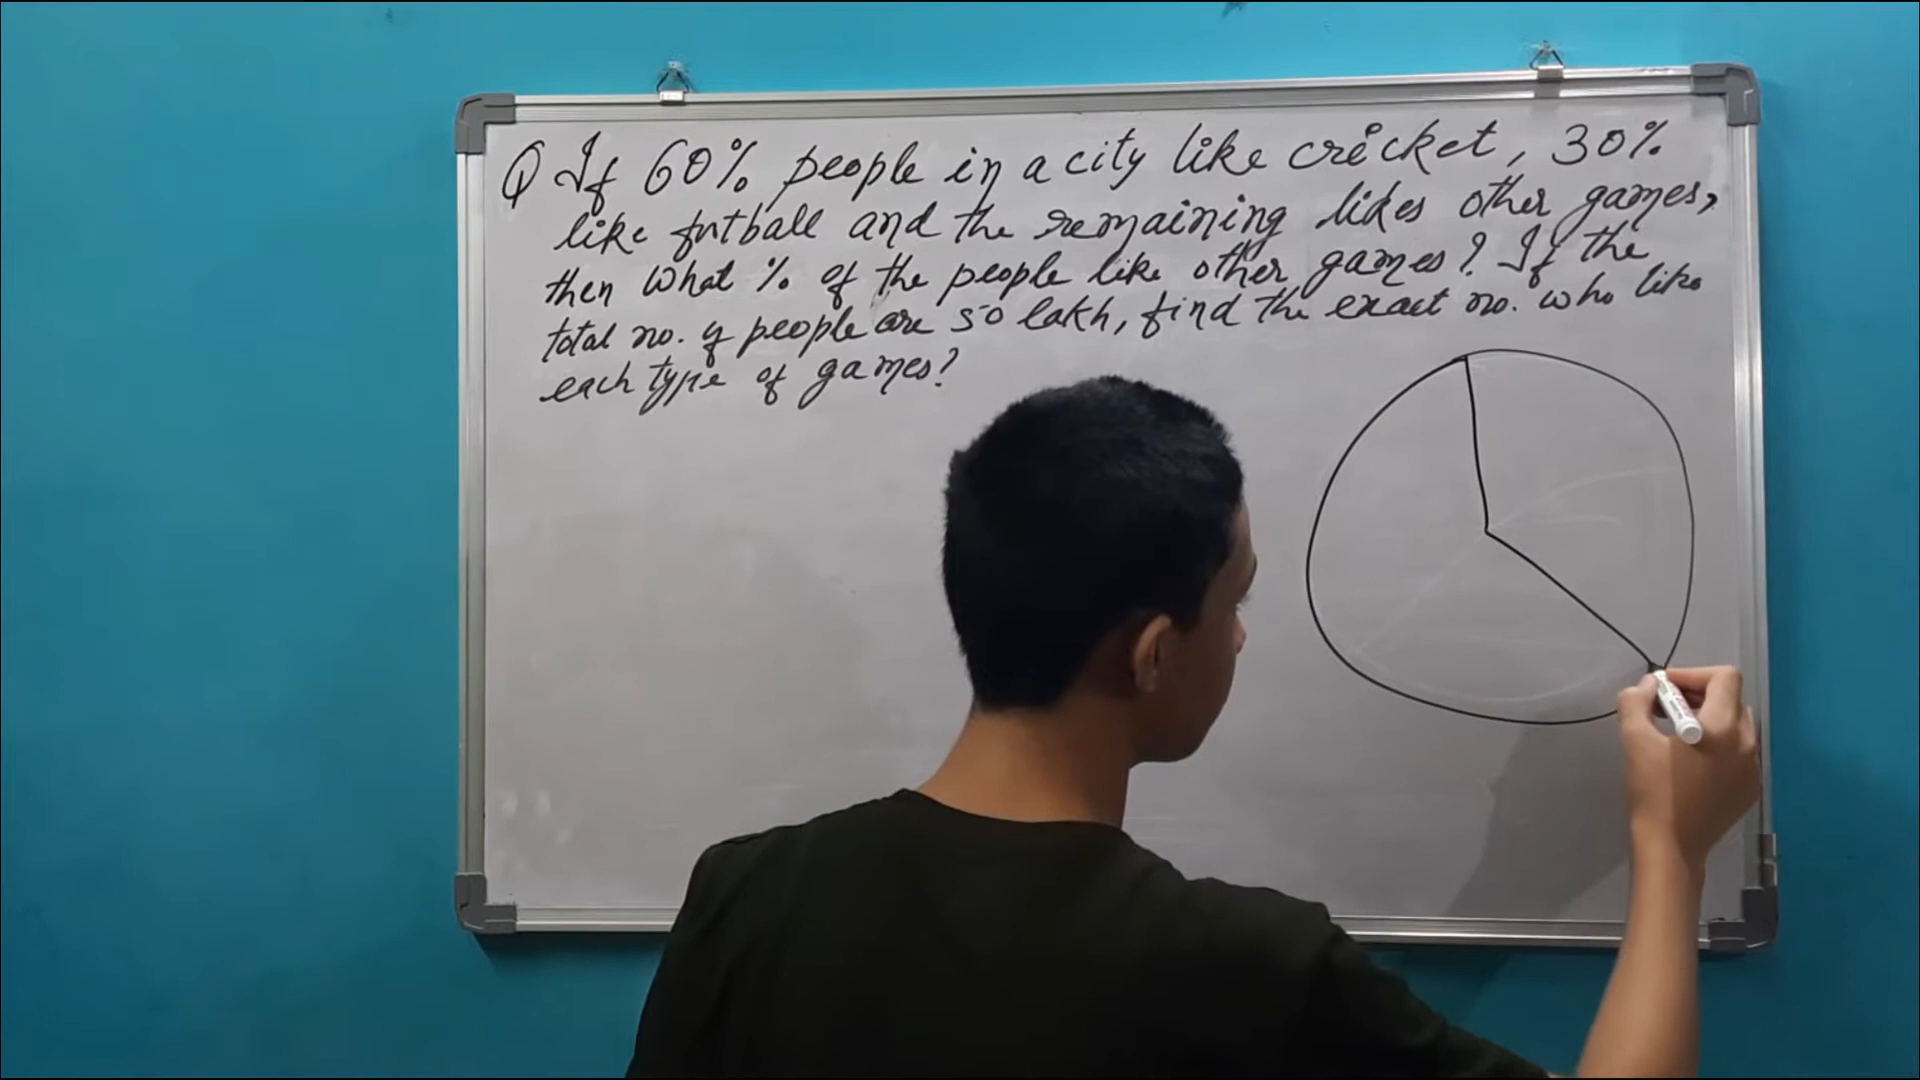 Q If 60% people in a city like cricket, 30%
like futball and the remaining likes other games,
then What % of the people like other games? If the
total no. of people are 50 lakh, find the exact no. who like
each type of games?